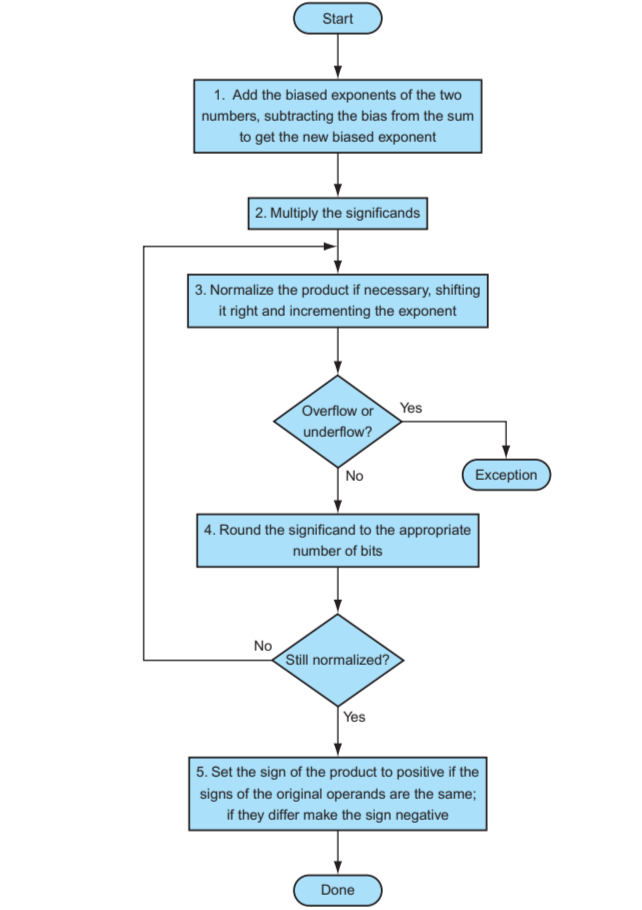 Start
1. Add the biased exponents of the two
numbers, subtracting the bias from the sum
to get the new biased exponent
2. Multiply the significands
3. Normalize the product if necessary, shifting
it right and incrementing the exponent
Overflow or
underflow?
Yes
No
Exception
4. Round the significand to the appropriate
number of bits
No
Still normalized?
Yes
5. Set the sign of the product to positive if the
signs of the original operands are the same;
if they differ make the sign negative
Done